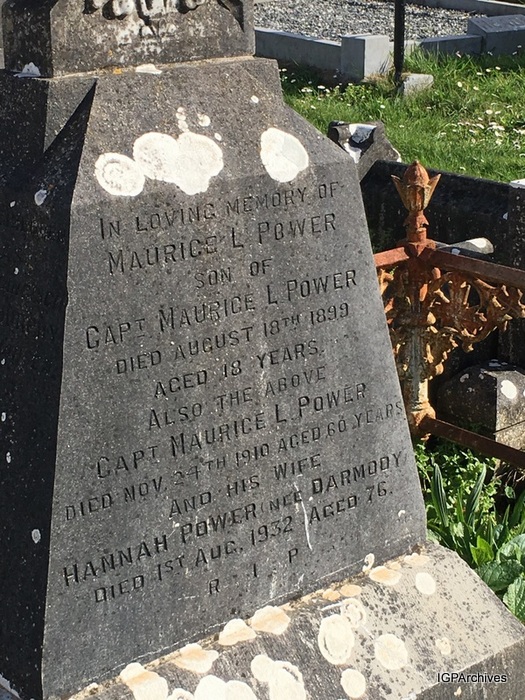 IN LOVING MEMORY OF
MAURICE L POWER
SON OF
CAPT MAURICE L POWER
DIED AUGUST 18TH 1899
AGED 18 YEARS.
ALSO THE ABOVE
CAPT MAURICE L POWER
DIED NOV. 24TH 1910 AGED 60 YEARS
AND HIS WIFE
HANNAH POWER (NEE DARMODY
DIED 1ST AUG. 1932 AGED 76.
R I P
IGPArchives